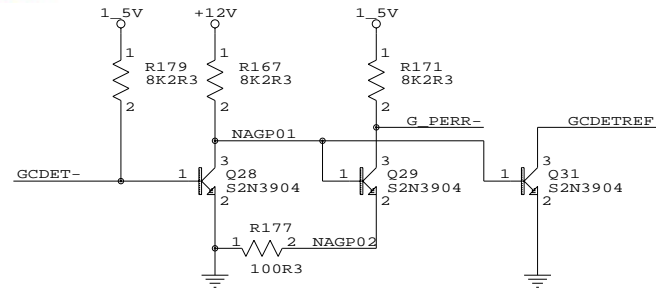 1_5V
+12V
1_5V
1
R179
8K2R3
2
1
R167
8K2R3
2
1
R171
8K2R3
2
G_PERR-
GCDETREF
NAGP01
GCDET-
1
3
Q28
S2N3904
2
1
3
Q29
S2N3904
2
1
3
Q31
S2N3904
2
R177
1
2
NAGP02
100R3